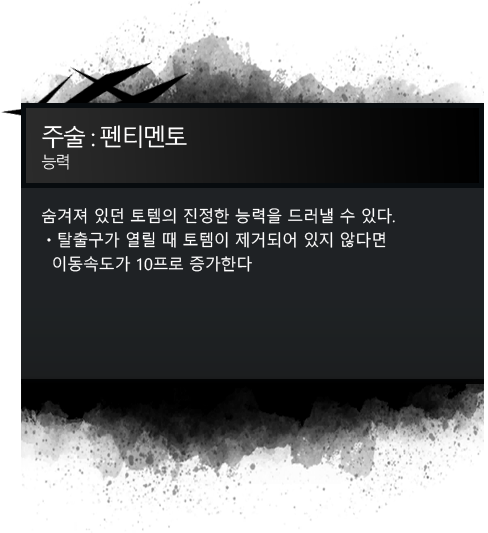 주술 : 펜티멘토
능력
숨겨져 있던 토템의 진정한 능력을 드러낼 수 있다.
• 탈출구가 열릴 때 토템이 제거되어 있지 않다면
이동속도가 10프로 증가한다